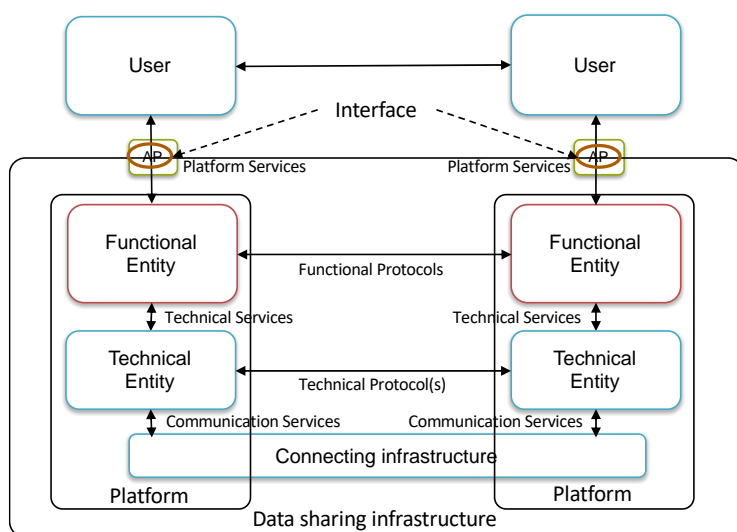 User
User
Interface
AP
AP
Platform Services
Platform Services
Functional
Entity
Functional
Entity
Functional Protocols
Technical Services
Technical Services
Technical
Entity
Technical
Entity
Technical Protocol(s)
Communication Services
Communication Services
Connecting infrastructure
Platform
Platform
Data sharing infrastructure